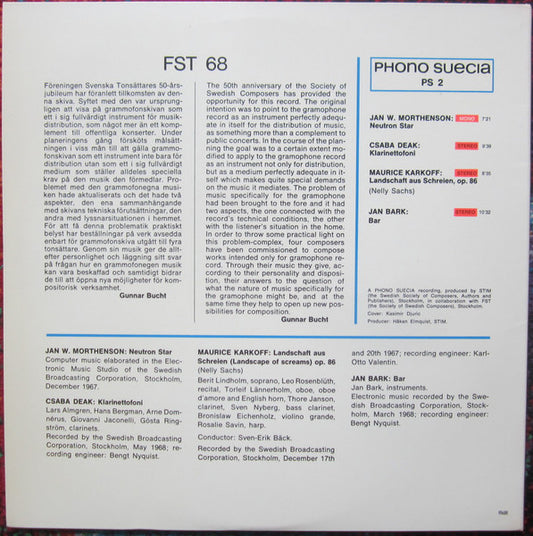 FST 68
Föreningen Svenska Tonsättares 50-års-
jubileum har föranlett tillkomsten av den-
na skiva. Syftet med den var ursprung-
ligen att visa på grammofonskivan som
ett i sig fullvärdigt instrument för musik-
distribution, som något mer än ett kom-
plement till offentliga konserter. Under
planeringens gång försköts målsätt-
ningen i viss mån till att gälla grammo-
fonskivan som ett instrument inte bara för
distribution utan som ett i sig fullvärdigt
medium som ställer alldeles speciella
krav på den musik den förmedlar. Pro-
blemet med den grammofonegna musi-
ken hade aktualiserats och det hade två
aspekter, den ena sammanhängande
med skivans tekniska förutsättningar, den
andra med lyssnarsituationen i hemmet.
För att få denna problematik praktiskt
belyst har beställningar på verk avsedda
enbart för grammofonskiva utgått till fyra
tonsättare. Genom sin musik ger de allt-
efter personlighet och läggning sitt svar
på frågan hur en grammofonegen musik
kan vara beskaffad och samtidigt bidrar
de till att öppna nya möjligheter för kom-
positorisk verksamhet.
Gunnar Bucht
The 50th anniversary of the Society of
Swedish Composers has provided the
opportunity for this record. The original
intention was to point to the gramophone
record as an instrument perfectly adequ-
ate in itself for the distribution of music,
as something more than a complement to
public concerts. In the course of the plan-
ning the goal was to a certain extent mod-
ified to apply to the gramophone record
as an instrument not only for distribution,
but as a medium perfectly adequate in it-
self which makes quite special demands
on the music it mediates. The problem of
music specifically for the gramophone
had been brought to the fore and it had
two aspects, the one connected with the
record's technical conditions, the other
with the listener's situation in the home.
In order to throw some practical light on
this problem-complex, four composers
have been commissioned to compose
works intended only for gramophone re-
cord. Through their music they give, ac-
cording to their personality and disposi-
tion, their answers to the question of
what the nature of music specifically for
the gramophone might be, and at the
same time they help to open up new pos-
sibilities for composition.
Gunnar Bucht
PHONO SUECIA
PS 2
JAN W. MORTHENSON: MONO 7'21
Neutron Star
CSABA DEAK: STEREO 9'39
Klarinettofoni
MAURICE KARKOFF: STEREO 8'35
Landschaft aus Schreien, op. 86
(Nelly Sachs)
JAN BARK: STEREO 10'32
Bar
A PHONO SUECIA recording, produced by STIM
(the Swedish Society of Composers, Authors and
Publishers), Stockholm, in collaboration with FST
(the Society of Swedish Composers), Stockholm.
Cover: Kasimir Djuric
Producer: Håkan Elmquist, STIM.
JAN W. MORTHENSON: Neutron Star
Computer music elaborated in the Elec-
tronic Music Studio of the Swedish
Broadcasting Corporation, Stockholm,
December 1967.
CSABA DEAK: Klarinettofoni
Lars Almgren, Hans Bergman, Arne Dom-
nérus, Giovanni Jaconelli, Gösta Ring-
ström, clarinets.
Recorded by the Swedish Broadcasting
Corporation, Stockholm, May 1968; re-
cording engineer: Bengt Nyquist.
MAURICE KARKOFF: Landschaft aus
Schreien (Landscape of screams) op. 86
Berit Lindholm, soprano, Leo Rosenblüth,
recital, Torleif Lännerholm, oboe, oboe
d'amore and English horn, Thore Janson,
clarinet, Sven Nyberg, bass clarinet,
Bronislaw Eichenholz, violino grande,
Rosalie Savin, harp.
Conductor: Sven-Erik Bäck.
Recorded by the Swedish Broadcasting
Corporation, Stockholm, December 17th
and 20th 1967; recording engineer: Karl-
Otto Valentin.
JAN BARK: Bar
Jan Bark, instruments.
Electronic music recorded by the Swe-
dish Broadcasting Corporation, Stock-
holm, March 1968; recording engineer:
Bengt Nyquist.